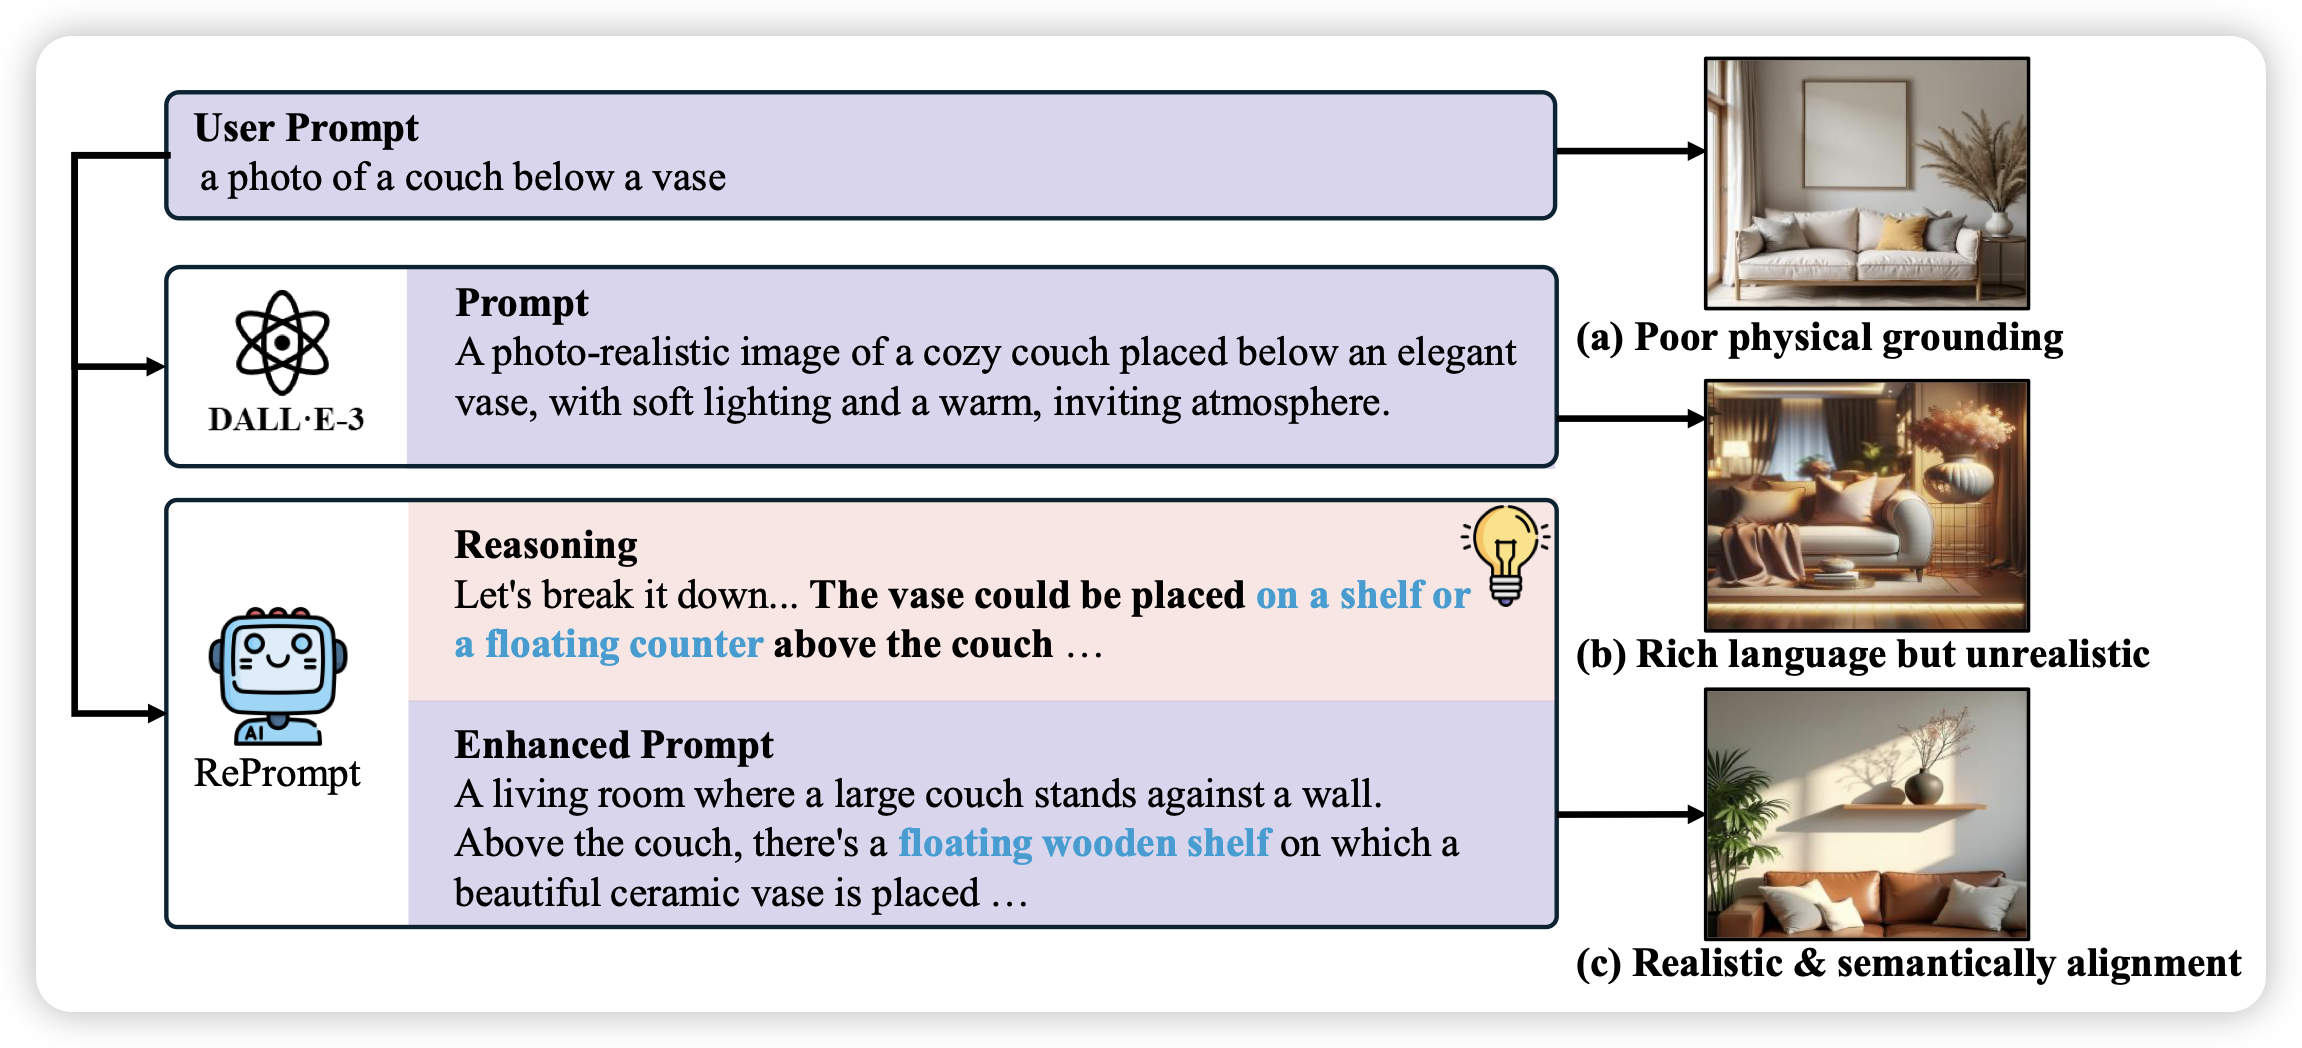 User Prompt
a photo of a couch below a vase
(a) Poor physical grounding
DALL·E-3
Prompt
A photo-realistic image of a cozy couch placed below an elegant
vase, with soft lighting and a warm, inviting atmosphere.
(b) Rich language but unrealistic
AI
RePrompt
Reasoning
Let's break it down... The vase could be placed on a shelf or
a floating counter above the couch …
Enhanced Prompt
A living room where a large couch stands against a wall.
Above the couch, there's a floating wooden shelf on which a
beautiful ceramic vase is placed …
(c) Realistic & semantically alignment